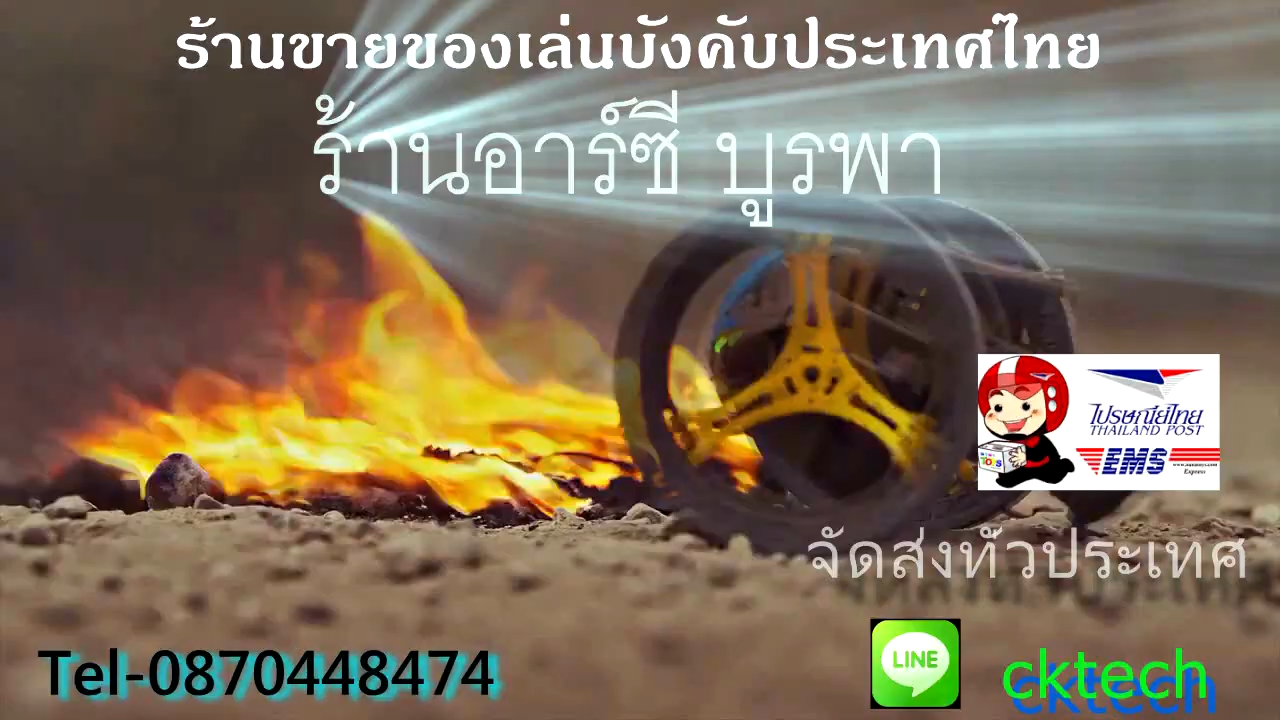 ร้านขายของเล่นบังคับประเทศไทย
ร้านอาร์ซี บูรพา
ไปรษณีย์ไทย
THAILAND POST
EMS
Express
TOYS
จัดส่งทั่วประเทศ
LINE
cktech
Tel-0870448474